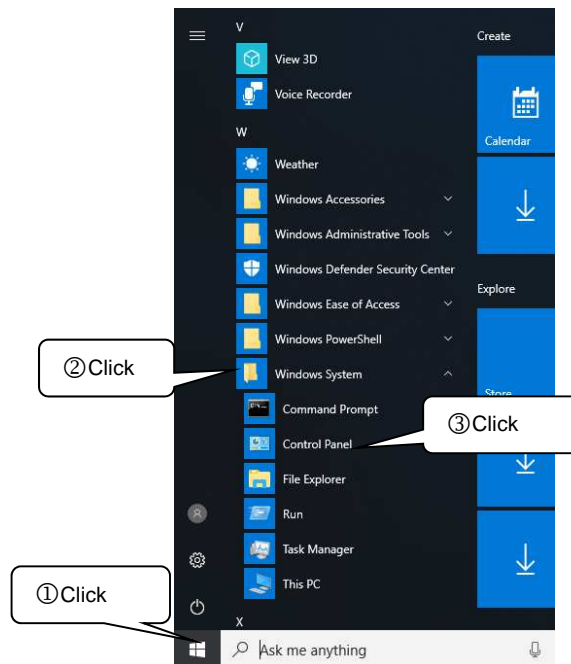 V
Create
View 3D
Voice Recorder
W
Calendar
Weather
Windows Accessories
Windows Administrative Tools
Windows Defender Security Center
Explore
Windows Ease of Access
Windows PowerShell
②Click
Windows System
Store
Command Prompt
③Click
Control Panel
File Explorer
Run
Task Manager
①Click
This PC
X
Ask me anything